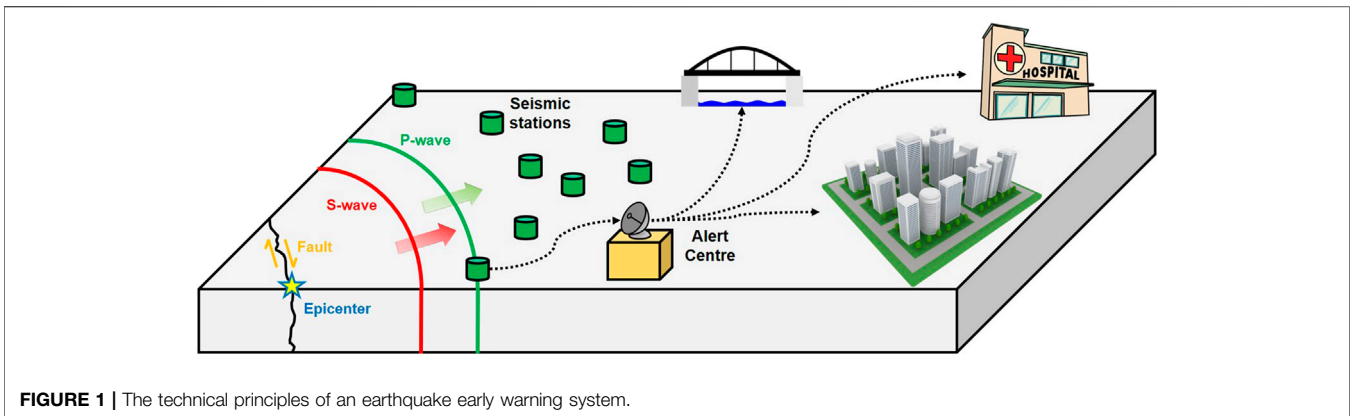 HOSPITAL
Seismic
stations
P-wave
S-wave
Fault
Alert
Centre
Epicenter
FIGURE 1 | The technical principles of an earthquake early warning system.